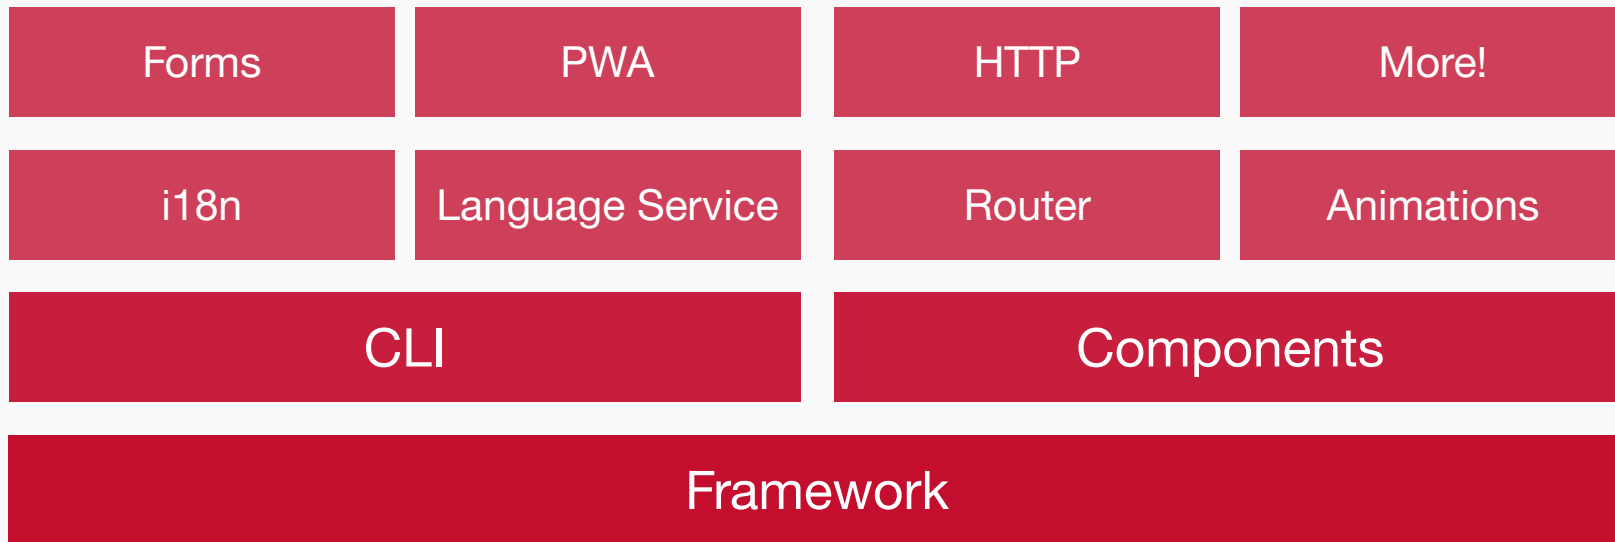 Forms
PWA
HTTP
More!
i18n
Language Service
Router
Animations
CLI
Components
Framework